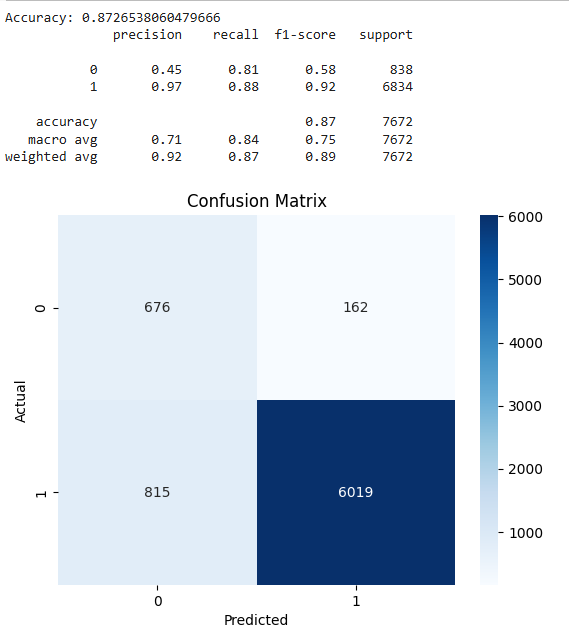 Accuracy: 0.8726538060479666
precision recall f1-score support
0 0.45 0.81 0.58 838
1 0.97 0.88 0.92 6834
accuracy 0.87 7672
macro avg 0.71 0.84 0.75 7672
weighted avg 0.92 0.87 0.89 7672
Confusion Matrix
6000
5000
4000
3000
2000
1000
Actual
0
1
676 162
815 6019
0 1
Predicted